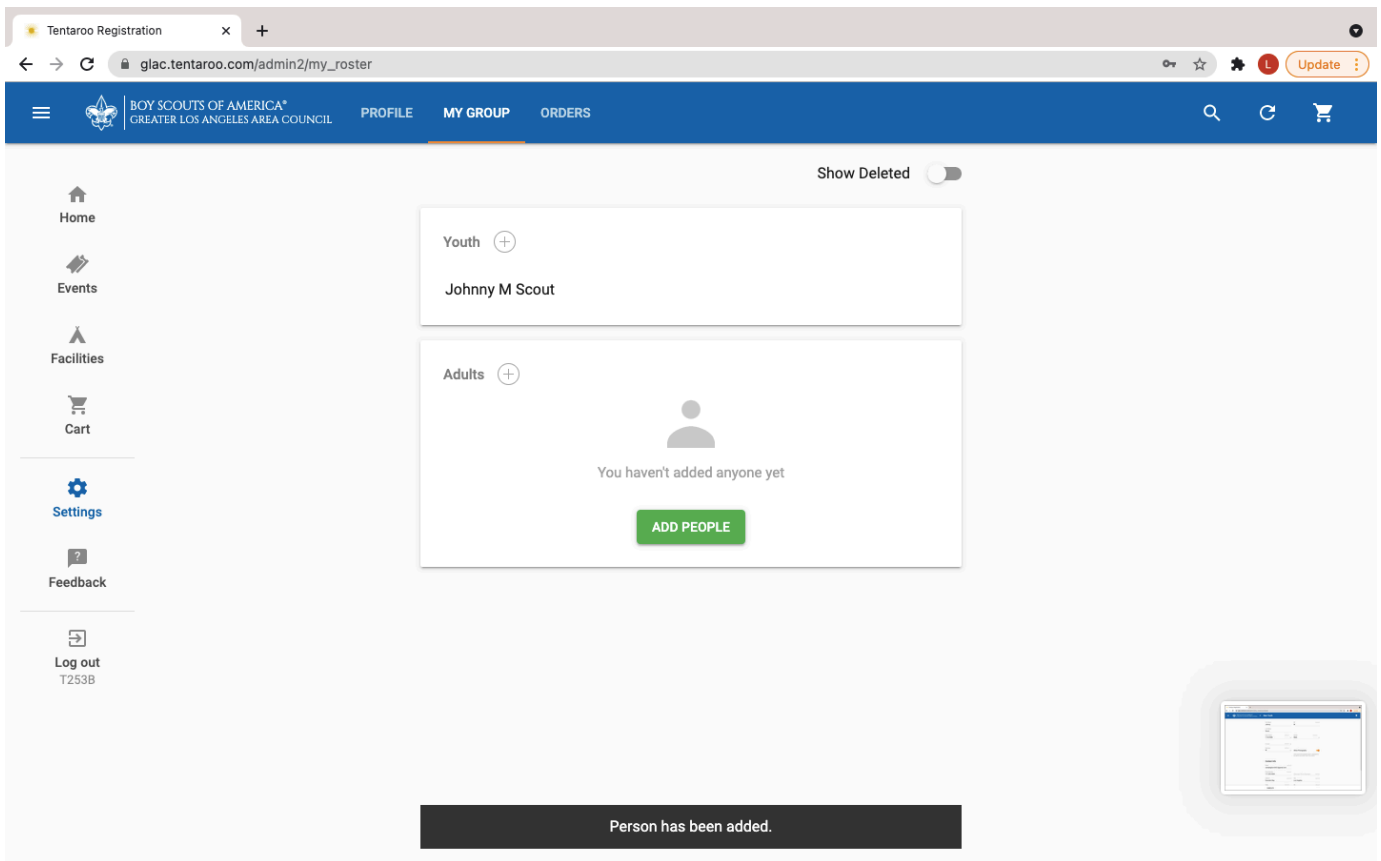 Tentaroo Registration
glac.tentaroo.com/admin2/my_roster
L
Update
BOY SCOUTS OF AMERICA®
GREATER LOS ANGELES AREA COUNCIL
PROFILE
MY GROUP
ORDERS
Show Deleted
Home
Events
Facilities
Cart
Settings
?
Feedback
Log out
T253B
Youth
Johnny M Scout
Adults
You haven't added anyone yet
ADD PEOPLE
Person has been added.